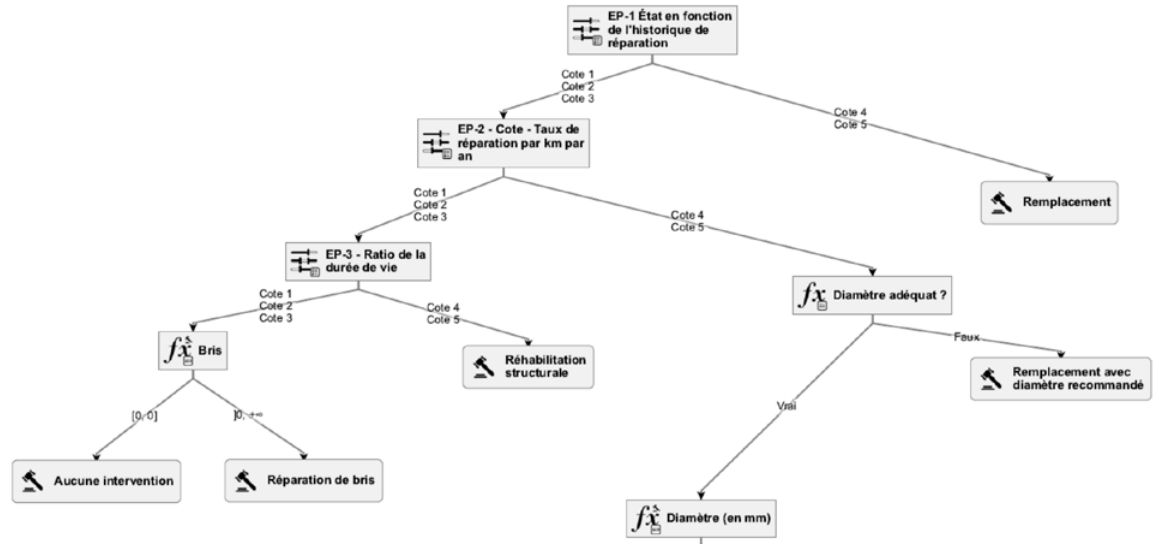 EP-1 État en fonction
de l'historique de
réparation
Cote 1
Cote 2
Cote 3
Cote 4
Cote 5
EP-2 - Cote - Taux de
réparation par km par
an
Remplacement
Cote 1
Cote 2
Cote 3
Cote 4
Cote 5
EP-3 - Ratio de la
durée de vie
Diamètre adéquat ?
Cote 1
Cote 2
Cote 3
Cote 4
Cote 5
Bris
Réhabilitation
structurale
Faux
Remplacement avec
diamètre recommandé
Vrai
[0, 0]
]0, +∞
Aucune intervention
Réparation de bris
Diamètre (en mm)